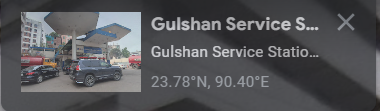 Gulshan Service S...
Gulshan Service Statio...
23.78°N, 90.40°E